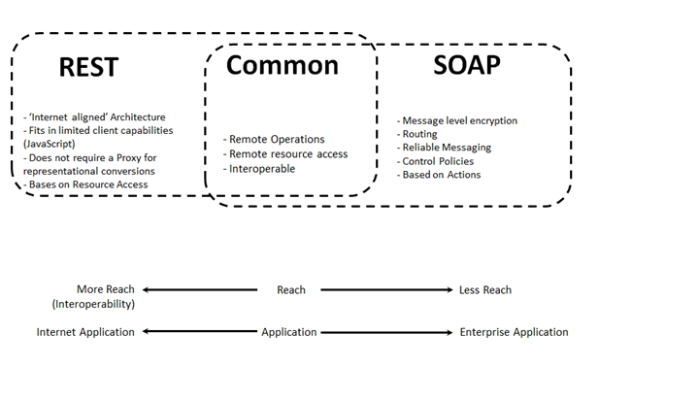 REST
- 'Internet aligned' Architecture
- Fits in limited client capabilities
(JavaScript)
- Does not require a Proxy for
representational conversions
- Bases on Resource Access
Common
- Remote Operations
- Remote resource access
- Interoperable
SOAP
- Message level encryption
- Routing
- Reliable Messaging
- Control Policies
- Based on Actions
More Reach
(Interoperability)
Reach
Less Reach
Internet Application
Application
Enterprise Application